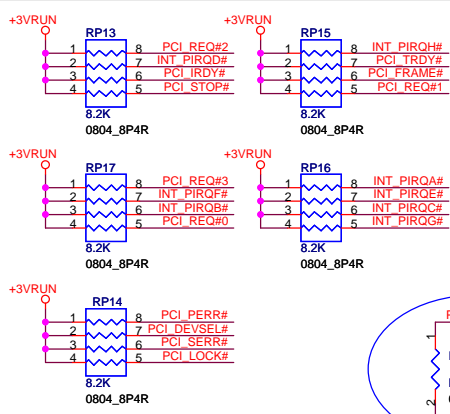 +3VRUN
RP13
1 8 PCI_REQ#2
2 7 INT_PIRQD#
3 6 PCI_IRDY#
4 5 PCI_STOP#
8.2K
0804_8P4R
+3VRUN
RP15
1 8 INT_PIRQH#
2 7 PCI_TRDY#
3 6 PCI_FRAME#
4 5 PCI_REQ#1
8.2K
0804_8P4R
+3VRUN
RP17
1 8 PCI_REQ#3
2 7 INT_PIRQF#
3 6 INT_PIRQB#
4 5 PCI_REQ#0
8.2K
0804_8P4R
+3VRUN
RP16
1 8 INT_PIRQA#
2 7 INT_PIRQE#
3 6 INT_PIRQC#
4 5 INT_PIRQG#
8.2K
0804_8P4R
+3VRUN
RP14
1 8 PCI_PERR#
2 7 PCI_DEVSEL#
3 6 PCI_SERR#
4 5 PCI_LOCK#
8.2K
0804_8P4R
1
2